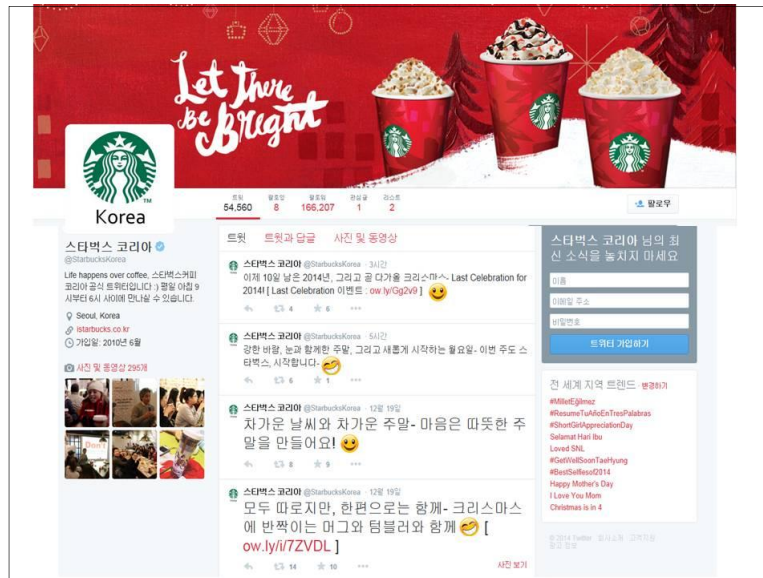 Let There
Be Bright
Korea
트윗
54,560
팔로잉
8
팔로워
166,207
관심글
1
리스트
2
팔로우
스타벅스 코리아
@StarbucksKorea
Life happens over coffee, 스타벅스커피
코리아 공식 트위터입니다 :) 평일 아침 9
시부터 6시 사이에 만나실 수 있습니다.
Seoul, Korea
istarbucks.co.kr
가입일: 2010년 6월
사진 및 동영상 295개
트윗 트윗과 답글 사진 및 동영상
스타벅스 코리아 @StarbucksKorea · 3시간
이제 10일 남은 2014년, 그리고 곧 다가올 크리스마스- Last Celebration for
2014! [ Last Celebration 이벤트 : ow.ly/Gg2v9 ]
4 6
스타벅스 코리아 @StarbucksKorea · 5시간
강한 바람, 눈과 함께한 주말, 그리고 새롭게 시작하는 월요일- 이번 주도 스
타벅스, 시작합니다-
6 1
스타벅스 코리아 @StarbucksKorea · 12월 19일
차가운 날씨와 차가운 주말- 마음은 따뜻한 주
말을 만들어요!
8 5
스타벅스 코리아 @StarbucksKorea · 12월 19일
모두 따로지만, 한편으로는 함께- 크리스마스
에 반짝이는 머그와 텀블러와 함께 [
ow.ly/i/7ZVDL ]
14 10
사진 보기
스타벅스 코리아 님의 최
신 소식을 놓치지 마세요
이름
이메일 주소
비밀번호
트위터 가입하기
전 세계 지역 트렌드 · 변경하기
#MilletEğilmez
#ResumeTuAñoEnTresPalabras
#ShortGirlAppreciationDay
Selamat Hari Ibu
Loved SNL
#GetWellSoonTaeHyung
#BestSelfiesof2014
Happy Mother's Day
I Love You Mom
Christmas is in 4
© 2014 Twitter 회사소개 고객지원